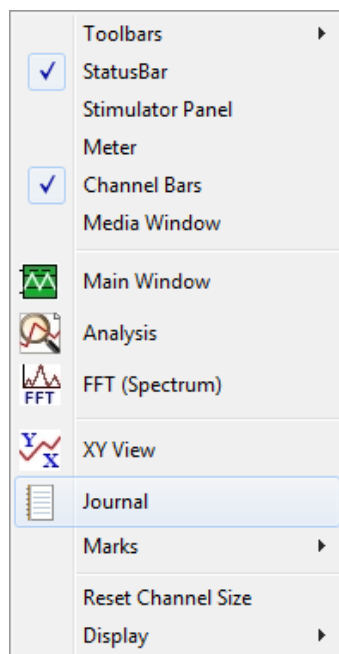 Toolbars
StatusBar
Stimulator Panel
Meter
Channel Bars
Media Window
Main Window
Analysis
FFT
FFT (Spectrum)
Y
X
XY View
Journal
Marks
Reset Channel Size
Display